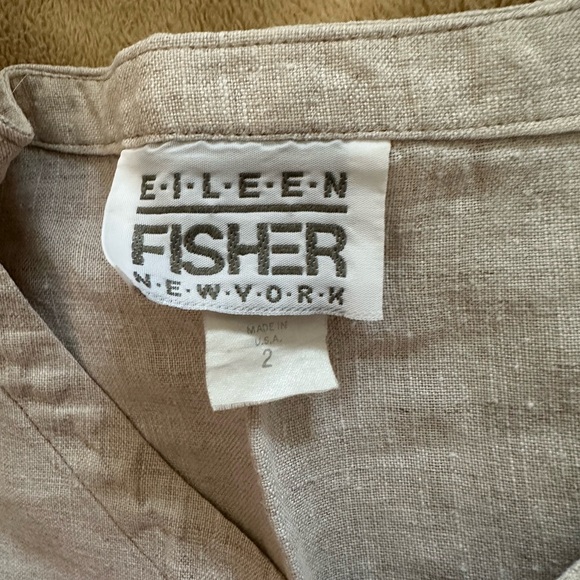 E·I·L·E·E·N
FISHER
N·E·W·Y·O·R·K
MADE IN
U.S.A.
2